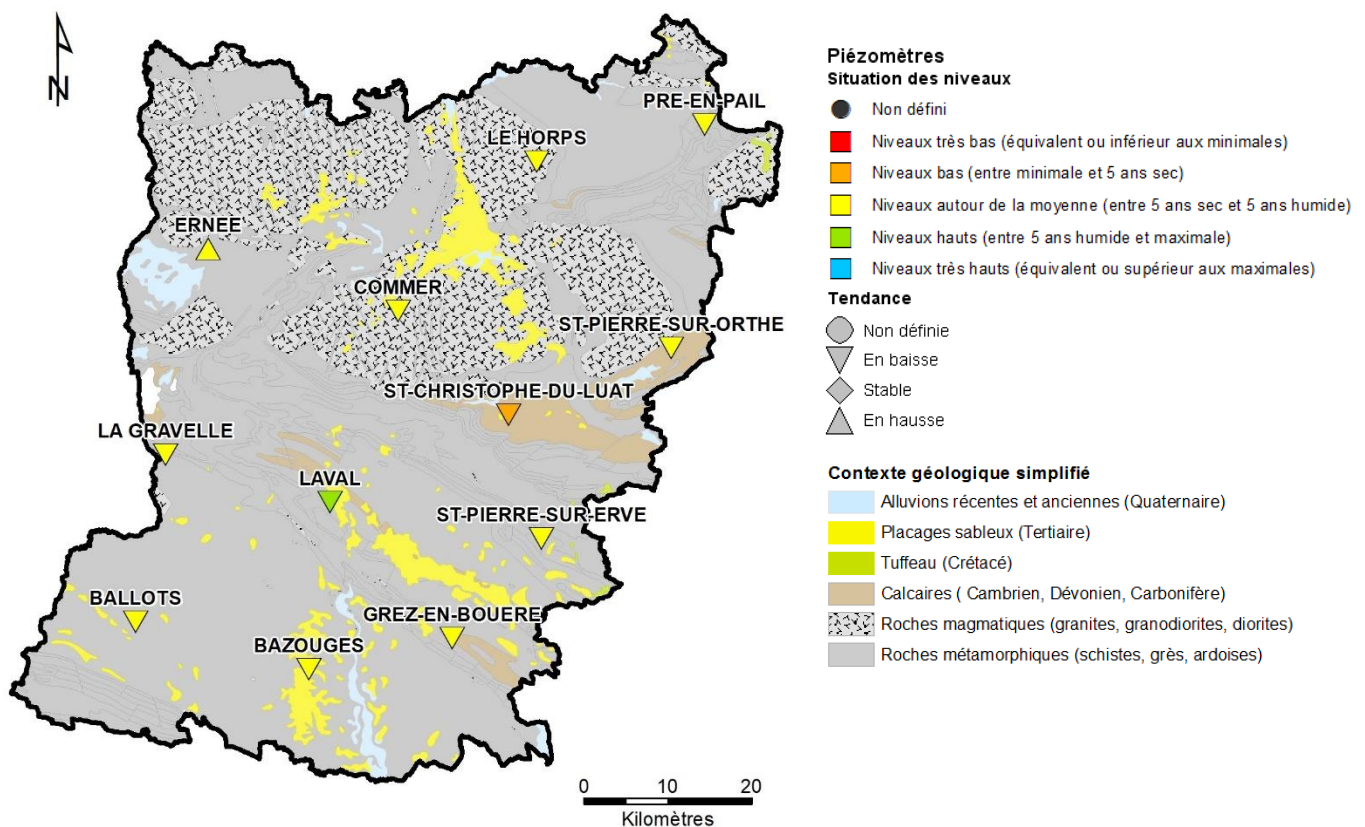 N
PRE-EN-PAIL
LE HORPS
ERNEE
COMMER
ST-PIERRE-SUR-ORTHE
ST-CHRISTOPHE-DU-LUAT
LA GRAVELLE
LAVAL
ST-PIERRE-SUR-ERVE
BALLOTS
GREZ-EN-BOUERE
BAZOUGES
0 10 20
Kilomètres
Piézomètres
Situation des niveaux
Non défini
Niveaux très bas (équivalent ou inférieur aux minimales)
Niveaux bas (entre minimale et 5 ans sec)
Niveaux autour de la moyenne (entre 5 ans sec et 5 ans humide)
Niveaux hauts (entre 5 ans humide et maximale)
Niveaux très hauts (équivalent ou supérieur aux maximales)
Tendance
Non définie
En baisse
Stable
En hausse
Contexte géologique simplifié
Alluvions récentes et anciennes (Quaternaire)
Placages sableux (Tertiaire)
Tuffeau (Crétacé)
Calcaires ( Cambrien, Dévonien, Carbonifère)
Roches magmatiques (granites, granodiorites, diorites)
Roches métamorphiques (schistes, grès, ardoises)